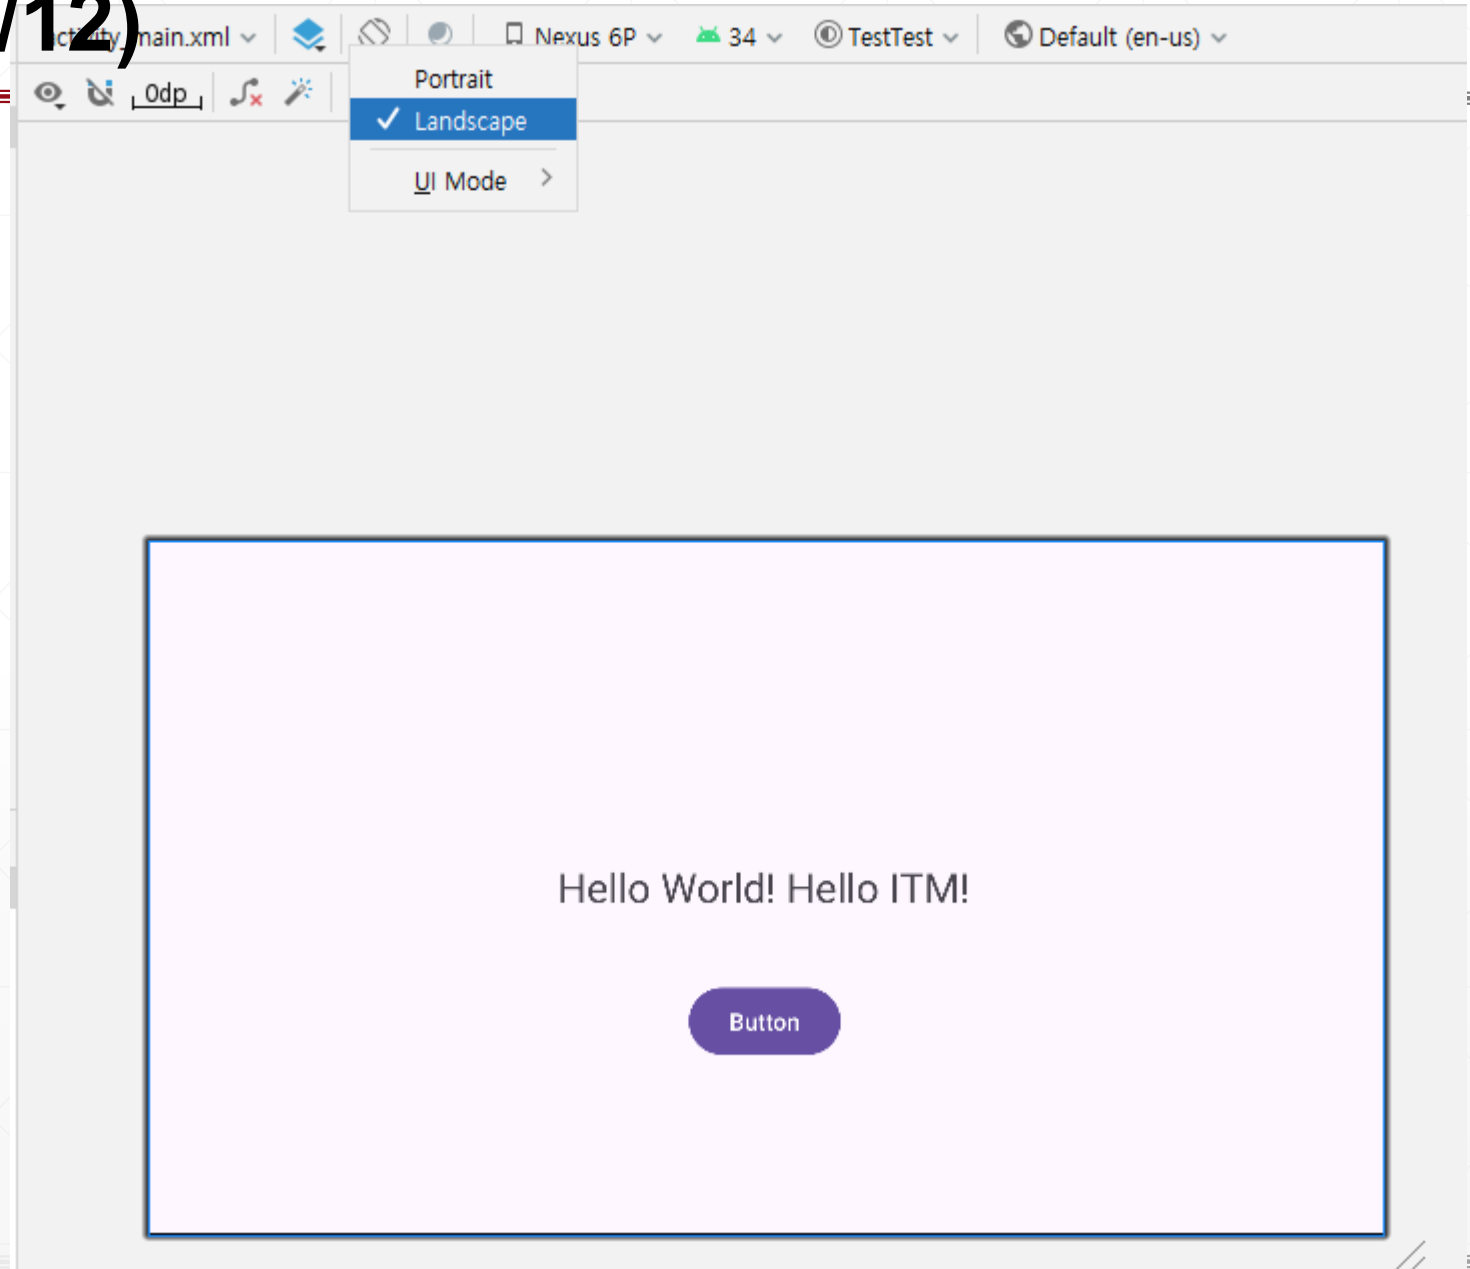 /12)
activity_main.xml Nexus 6P 34 TestTest Default (en-us)
0dp
Portrait
Landscape
UI Mode
Hello World! Hello ITM!
Button